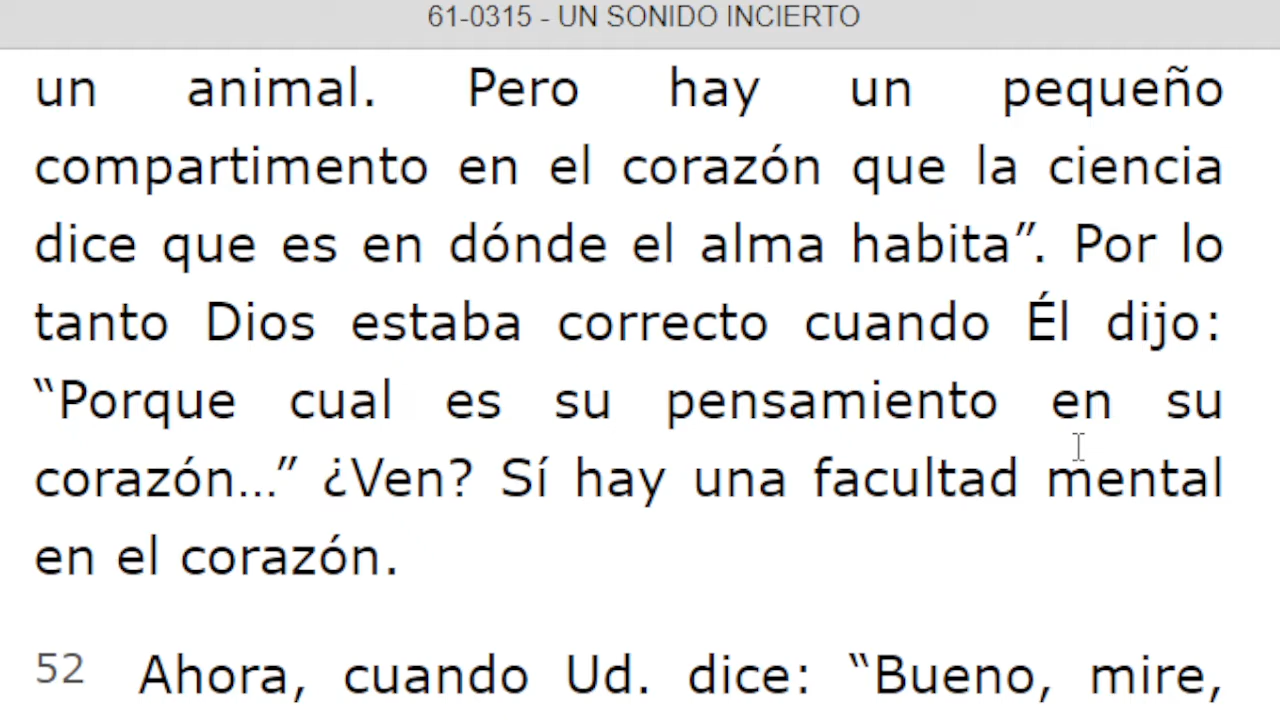 61-0315 - UN SONIDO INCIERTO
un animal. Pero hay un pequeño
compartimento en el corazón que la ciencia
dice que es en dónde el alma habita”. Por lo
tanto Dios estaba correcto cuando Él dijo:
“Porque cual es su pensamiento en su
corazón...” ¿Ven? Sí hay una facultad mental
en el corazón.
52 Ahora, cuando Ud. dice: “Bueno, mire,